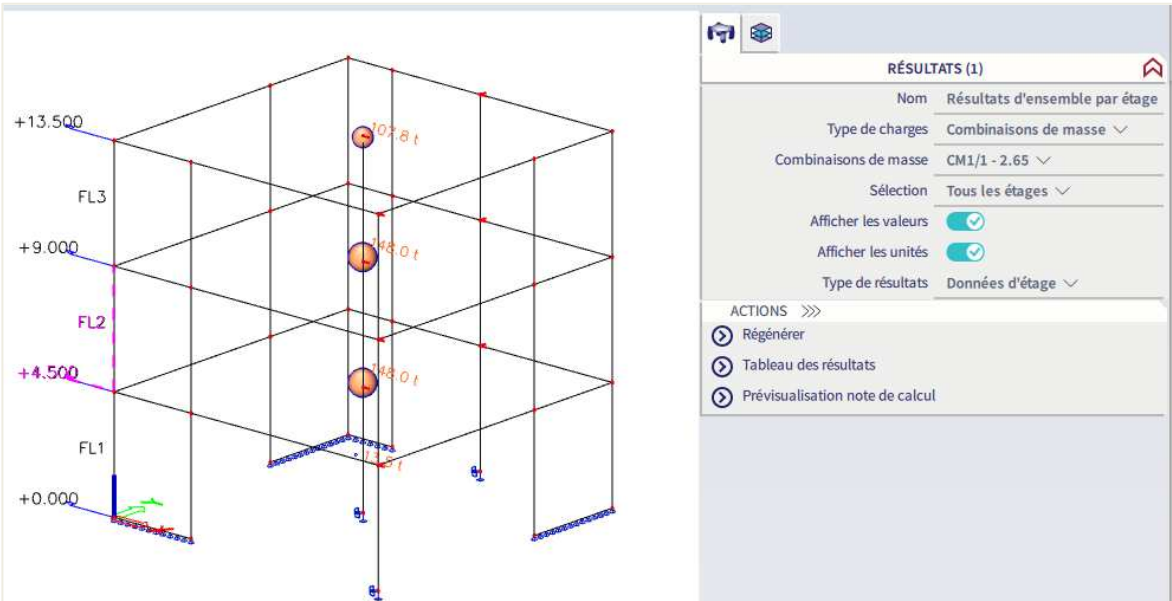 +13.500
107.8 t
FL3
+9.000
148.0 t
FL2
+4.500
148.0 t
FL1
13.5 t
+0.000
Y
X
RÉSULTATS (1)
Nom Résultats d'ensemble par étage
Type de charges Combinaisons de masse
Combinaisons de masse CM1/1 - 2.65
Sélection Tous les étages
Afficher les valeurs
Afficher les unités
Type de résultats Données d'étage
ACTIONS >>>
Régénérer
Tableau des résultats
Prévisualisation note de calcul